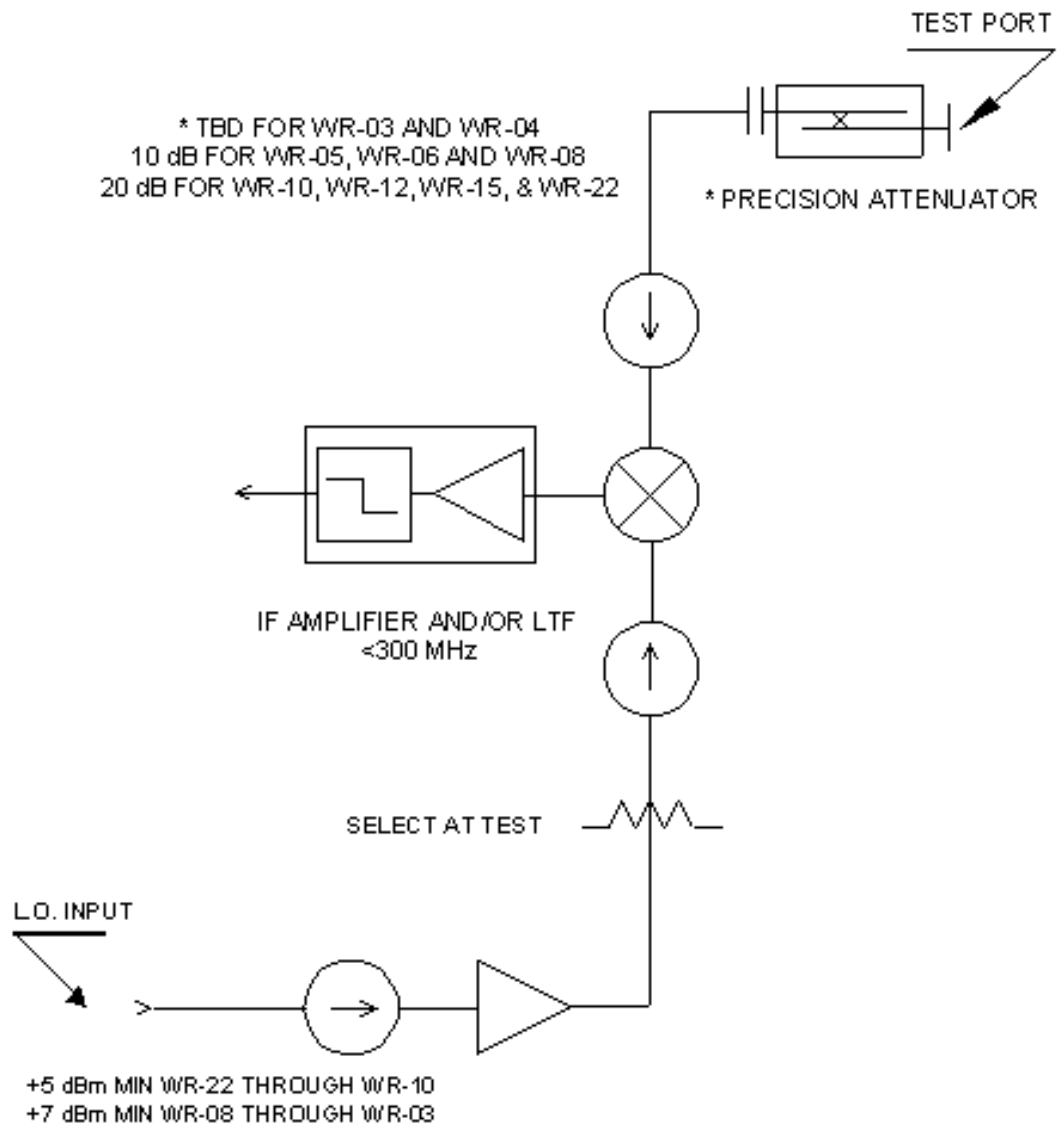 TEST PORT
* TBD FOR WR-03 AND WR-04
10 dB FOR WR-05, WR-06 AND WR-08
20 dB FOR WR-10, WR-12, WR-15, & WR-22
* PRECISION ATTENUATOR
IF AMPLIFIER AND/OR LTF
<300 MHz
SELECT AT TEST
L.O. INPUT
+5 dBm MIN WR-22 THROUGH WR-10
+7 dBm MIN WR-08 THROUGH WR-03